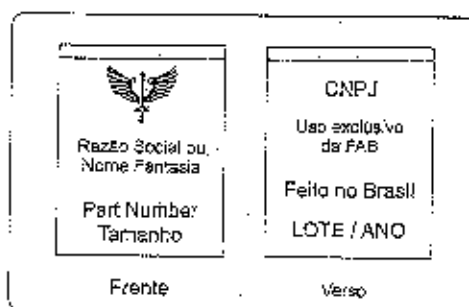 Razão Social ou
Nome Fantasia
Part Number
Tamanho
Frente
CNPJ
Uso exclusivo
da FAB
Feito no Brasil
LOTE / ANO
Verso